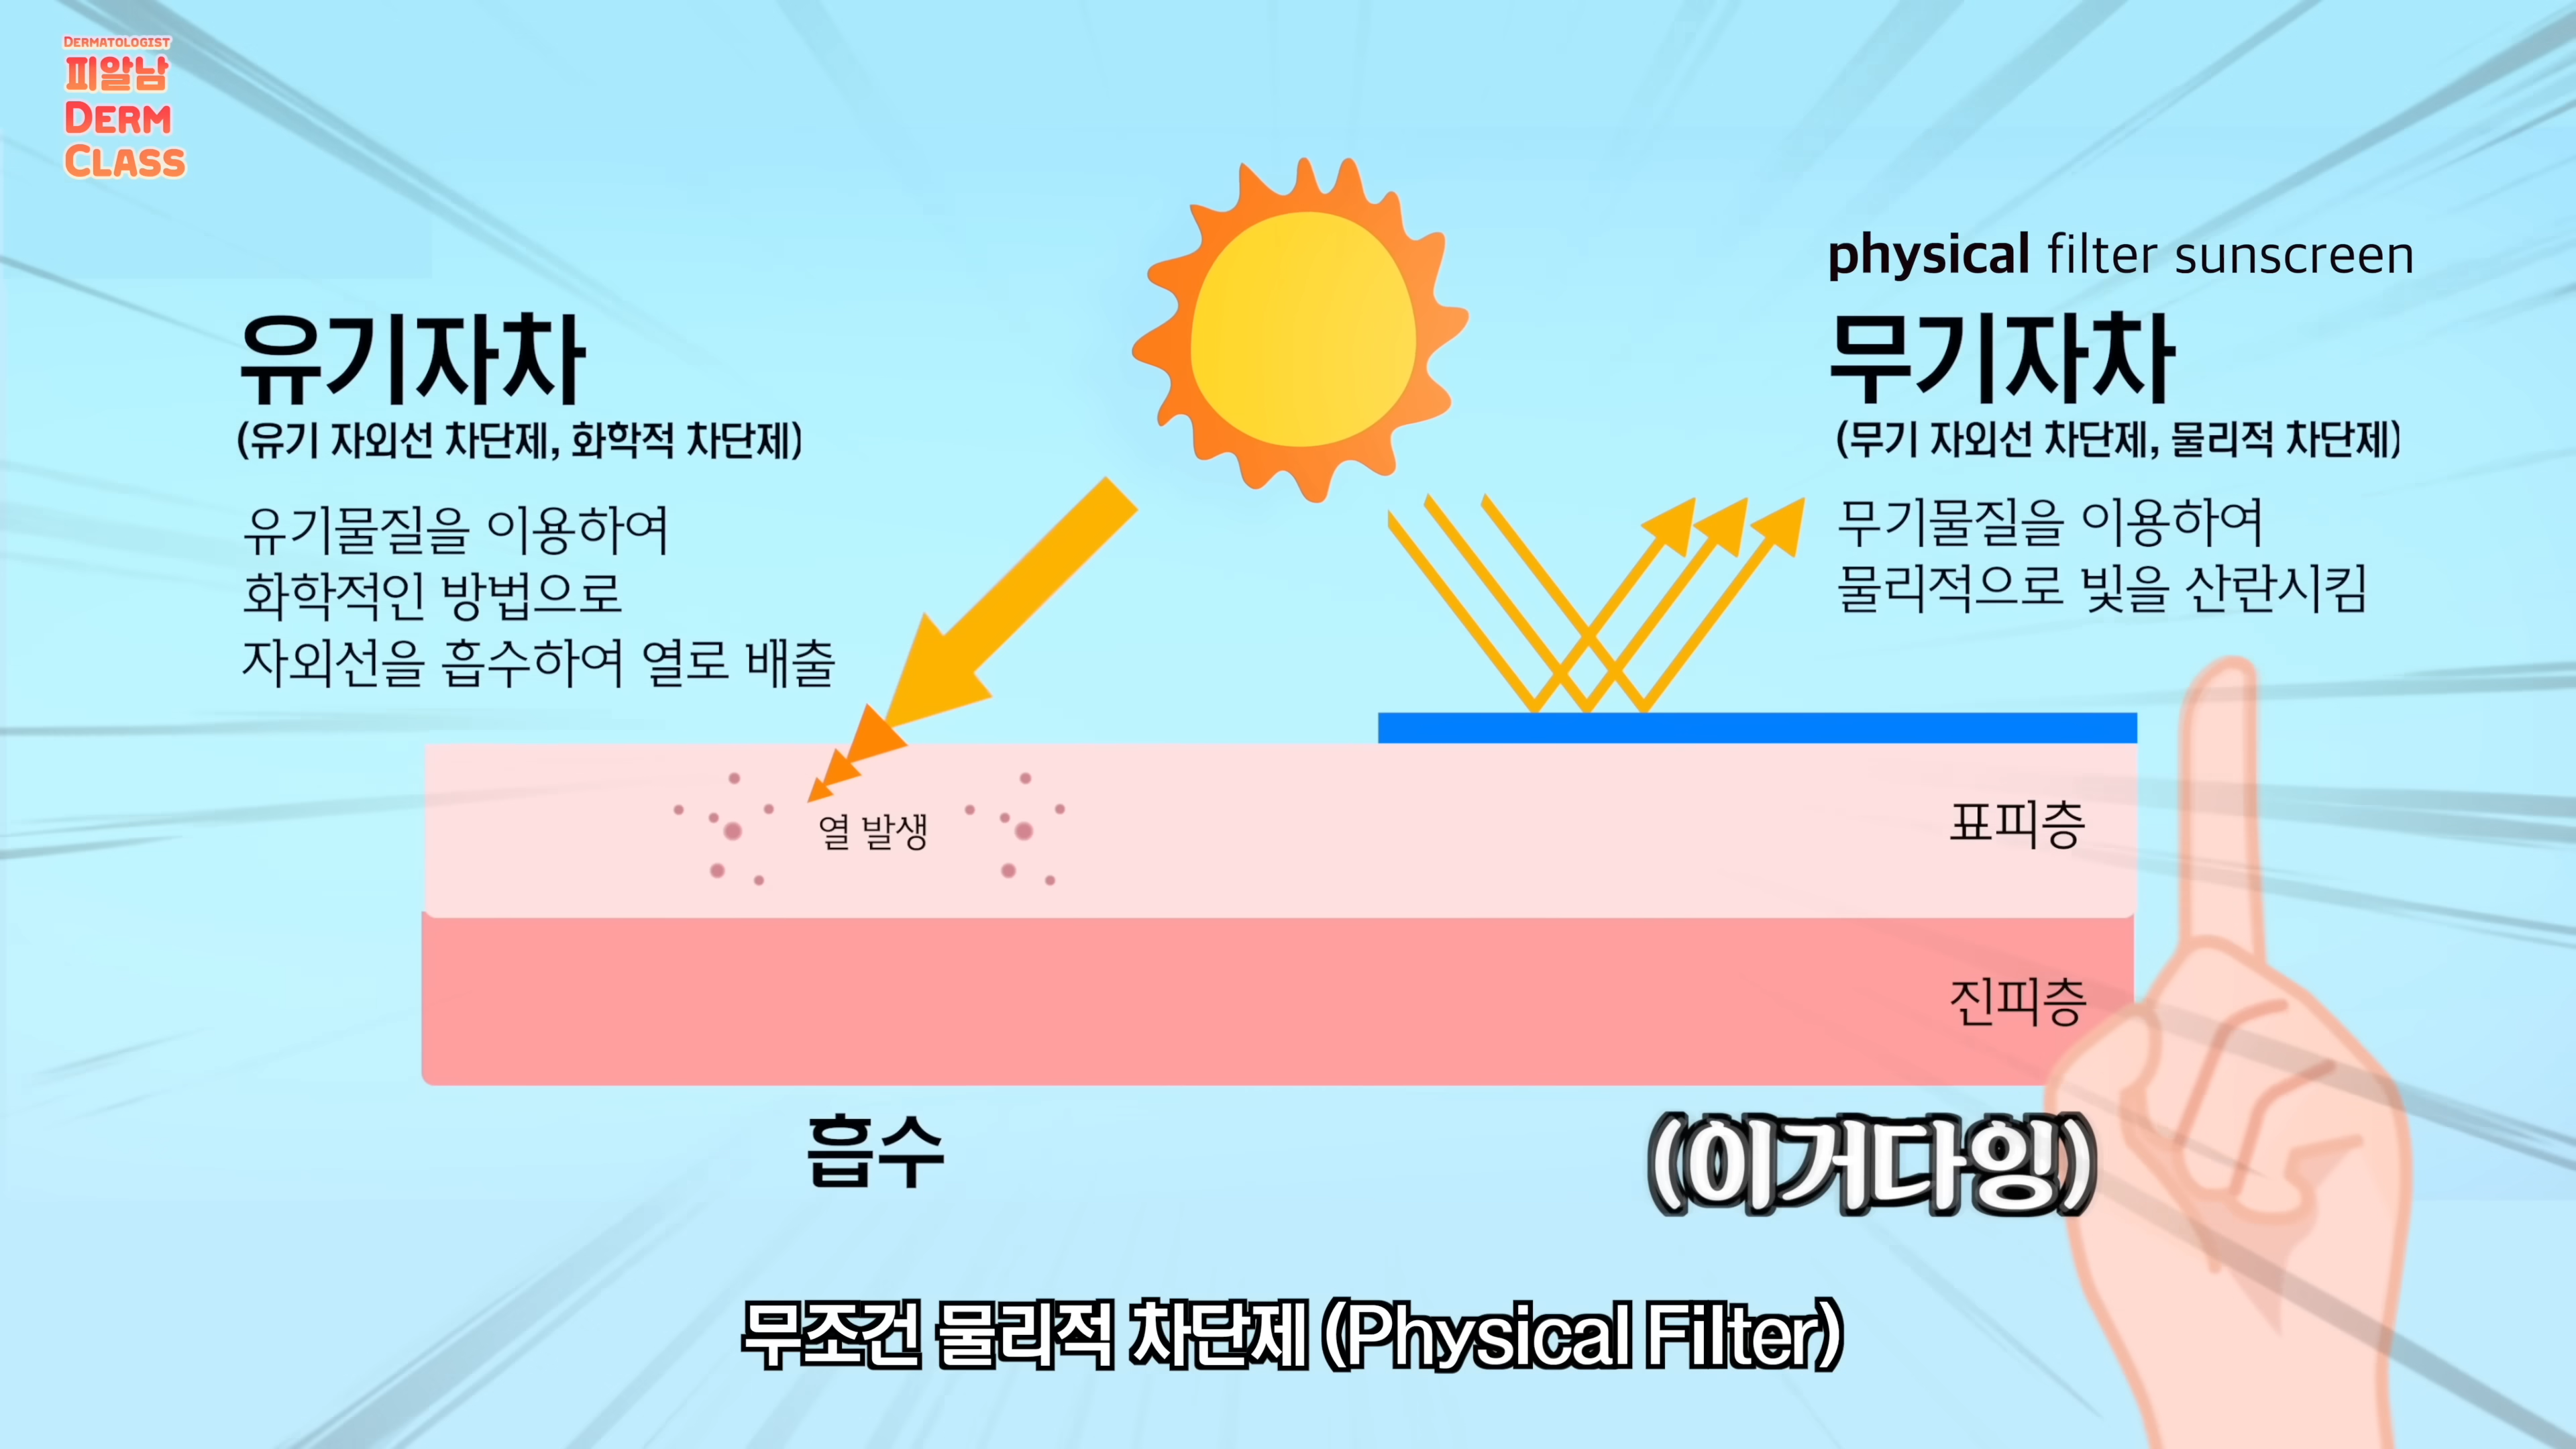 DERMATOLOGIST
피알남
DERM
CLASS
유기자차
(유기 자외선 차단제, 화학적 차단제)
유기물질을 이용하여
화학적인 방법으로
자외선을 흡수하여 열로 배출
physical filter sunscreen
무기자차
(무기 자외선 차단제, 물리적 차단제)
무기물질을 이용하여
물리적으로 빛을 산란시킴
열 발생
표피층
진피층
흡수
(이거다잉)
무조건 물리적 차단제 (Physical Filter)